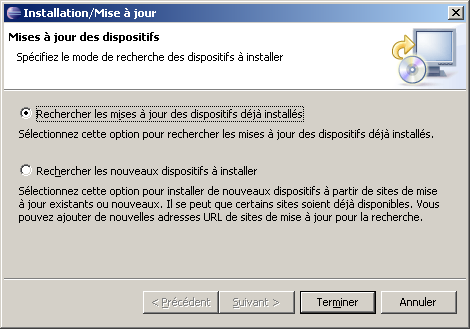 Installation/Mise à jour
Mises à jour des dispositifs
Spécifiez le mode de recherche des dispositifs à installer
Rechercher les mises à jour des dispositifs déjà installés
Sélectionnez cette option pour rechercher les mises à jour des dispositifs déjà installés.
Rechercher les nouveaux dispositifs à installer
Sélectionnez cette option pour installer de nouveaux dispositifs à partir de sites de mise
à jour existants ou nouveaux. Il se peut que certains sites soient déjà disponibles. Vous
pouvez ajouter de nouvelles adresses URL de sites de mise à jour pour la recherche.
< Précédent Suivant > Terminer Annuler